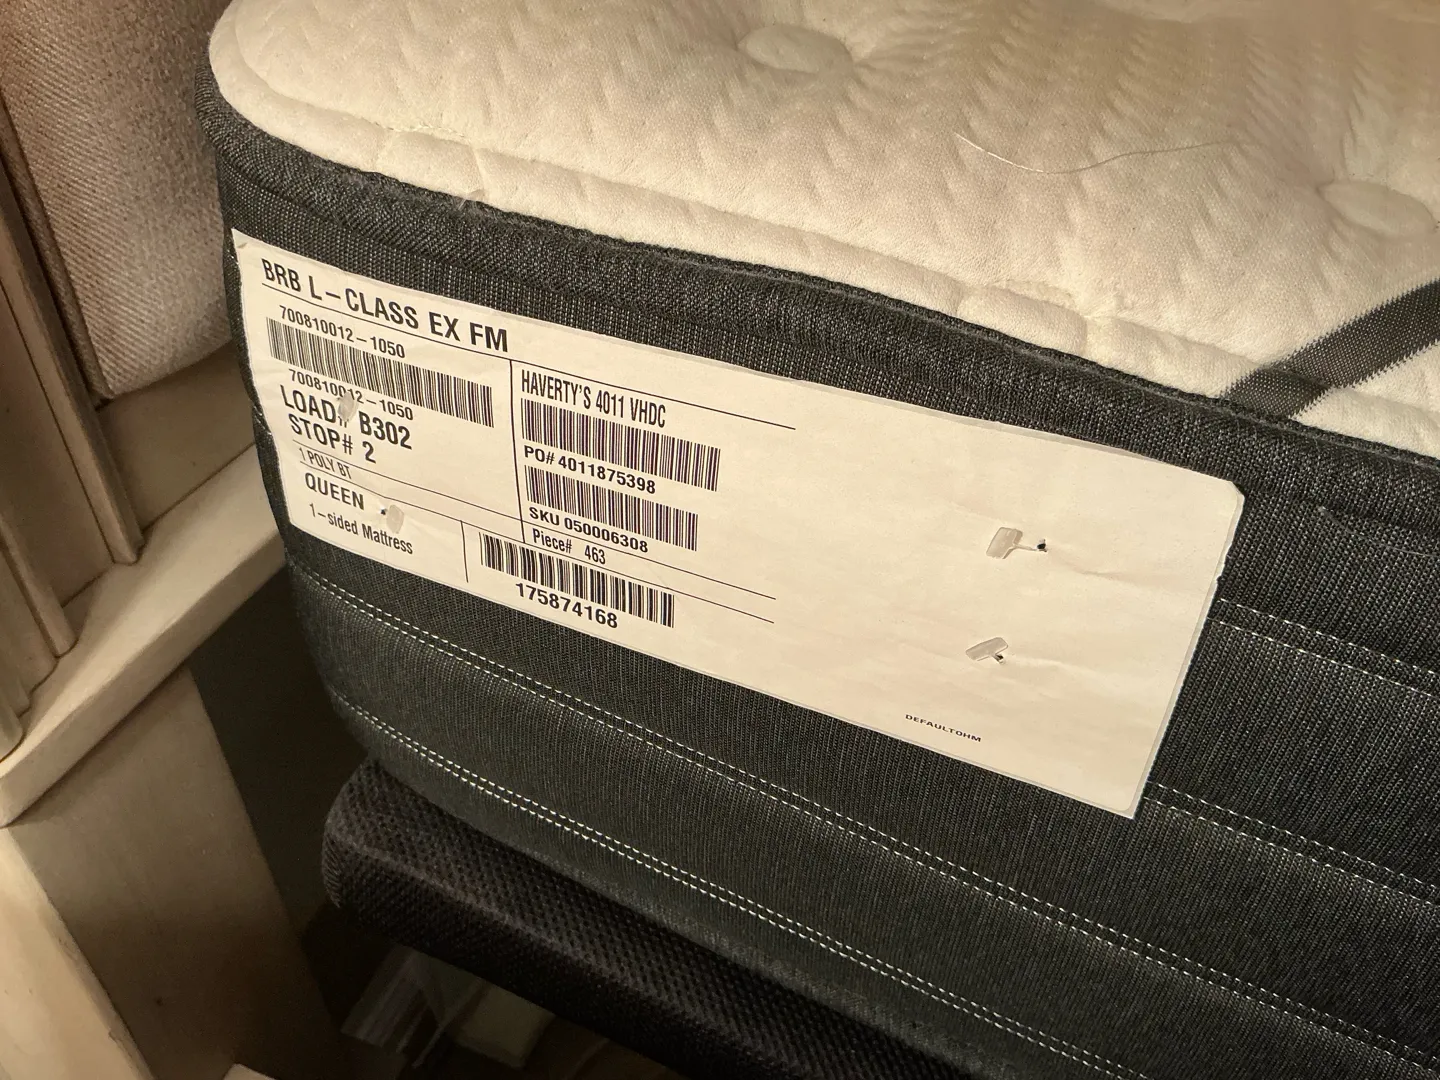 BRB L-CLASS EX FM
700810012-1050
700810012-1050
LOAD# B302
STOP# 2
1 POLY BT
QUEEN
1-sided Mattress
HAVERTY'S 4011 VHDC
PO# 4011875398
SKU 050006308
Piece# 463
175874168
DEFAULTOHM